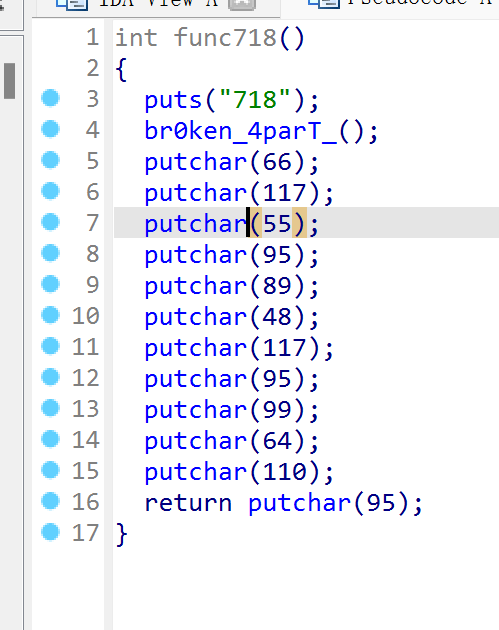 IDA View-A
Pseudocode-A
1 int func718()
2 {
3 puts("718");
4 br0ken_4parT_();
5 putchar(66);
6 putchar(117);
7 putchar(55);
8 putchar(95);
9 putchar(89);
10 putchar(48);
11 putchar(117);
12 putchar(95);
13 putchar(99);
14 putchar(64);
15 putchar(110);
16 return putchar(95);
17 }